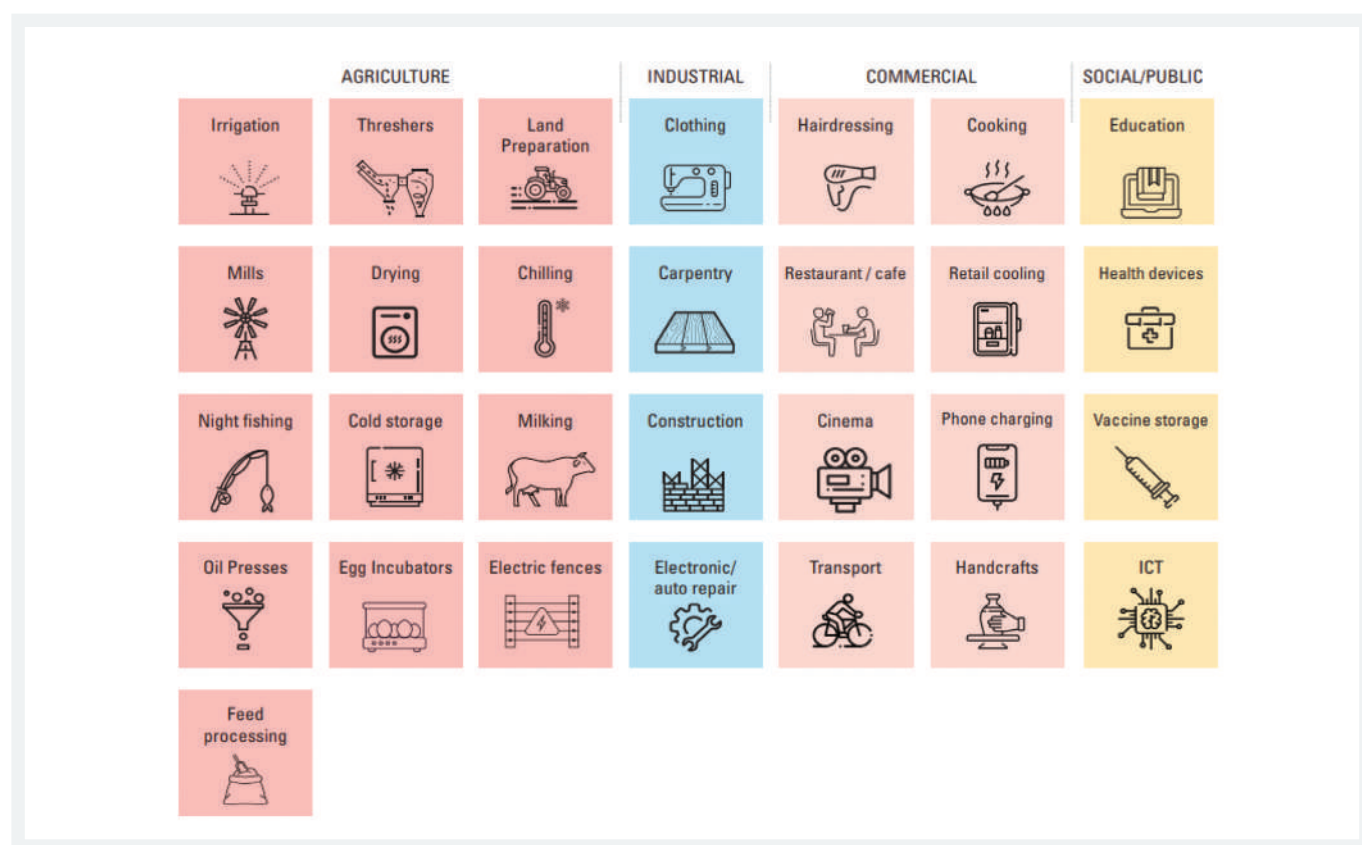 AGRICULTURE
INDUSTRIAL
COMMERCIAL
SOCIAL/PUBLIC
Irrigation
Threshers
Land
Preparation
Clothing
Hairdressing
Cooking
Education
Mills
Drying
Chilling
Carpentry
Restaurant / cafe
Retail cooling
Health devices
Night fishing
Cold storage
Milking
Construction
Cinema
Phone charging
Vaccine storage
Oil Presses
Egg Incubators
Electric fences
Electronic/
auto repair
Transport
Handcrafts
ICT
Feed
processing